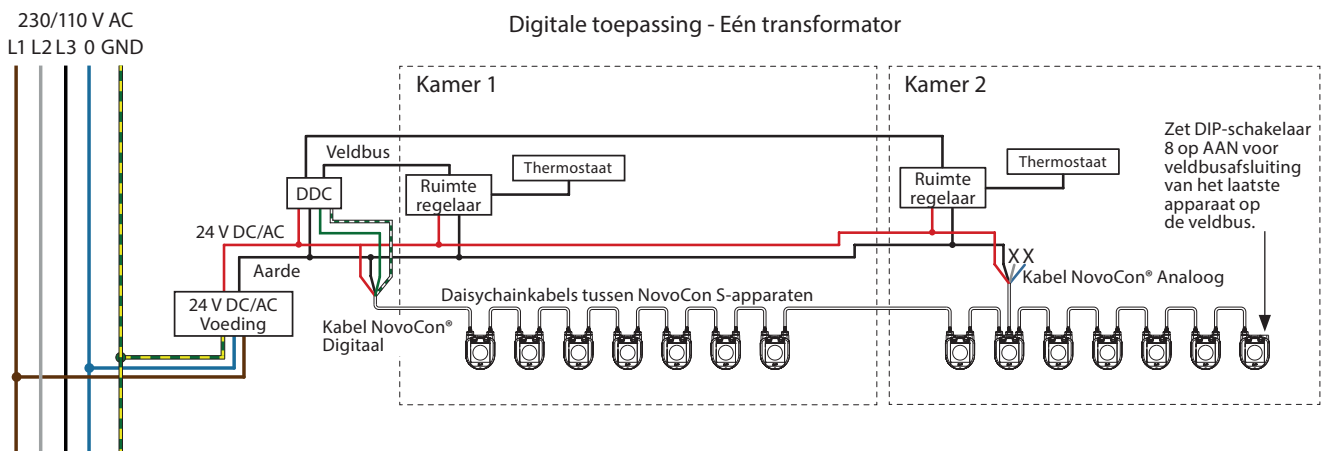 230/110 V AC
L1 L2 L3 0 GND
Digitale toepassing - Eén transformator
Kamer 1
Kamer 2
Veldbus
Thermostaat
Thermostaat
DDC
Ruimte
regelaar
Ruimte
regelaar
Zet DIP-schakelaar
8 op AAN voor
veldbusafsluiting
van het laatste
apparaat op
de veldbus.
24 V DC/AC
Aarde
X X
Kabel NovoCon® Analoog
24 V DC/AC
Voeding
Daisychainkabels tussen NovoCon S-apparaten
Kabel NovoCon®
Digitaal